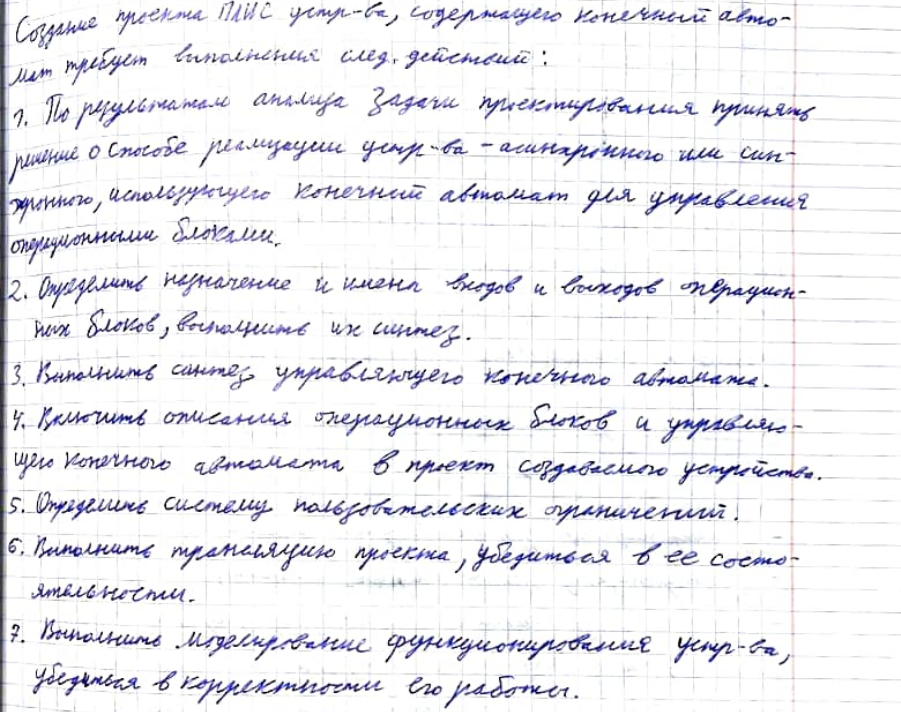 Создание проекта ПЛИС устр-ва, содержащего конечный авто-
мат требует выполнения след. действий:
1. По результатам анализа задачи проектирования принять
решение о способе реализации устр-ва - асинхронного или син-
хронного, использующего конечный автомат для управления
операционными блоками.
2. Определить назначение и имена входов и выходов операцион-
ных блоков, выполнить их синтез.
3. Выполнить синтез управляющего конечного автомата.
4. Включить описания операционных блоков и управляю-
щего конечного автомата в проект создаваемого устройства.
5. Определить систему пользовательских ограничений.
6. Выполнить трансляцию проекта, убедиться в ее состо-
ятельности.
7. Выполнить моделирование функционирования устр-ва,
убедиться в корректности его работы.